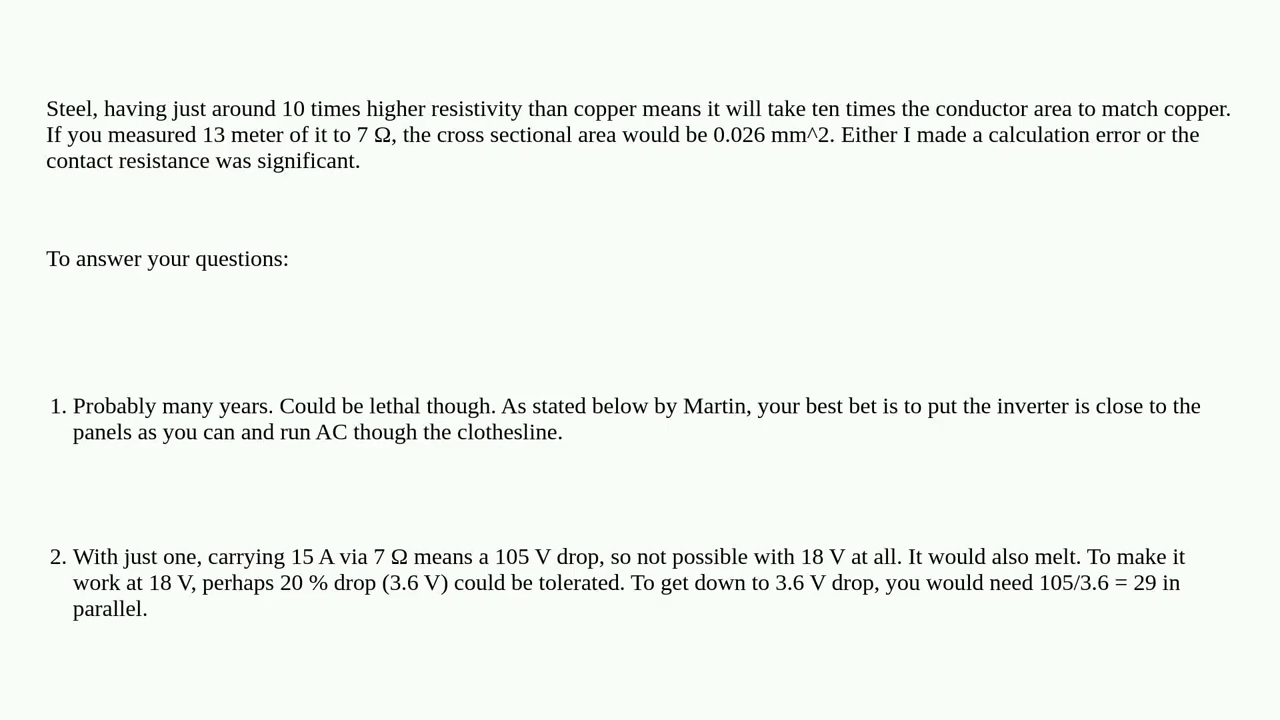 Steel, having just around 10 times higher resistivity than copper means it will take ten times the conductor area to match copper.
If you measured 13 meter of it to 7 Ω, the cross sectional area would be 0.026 mm^2. Either I made a calculation error or the
contact resistance was significant.
To answer your questions:
1. Probably many years. Could be lethal though. As stated below by Martin, your best bet is to put the inverter is close to the
panels as you can and run AC though the clothesline.
2. With just one, carrying 15 A via 7 Ω means a 105 V drop, so not possible with 18 V at all. It would also melt. To make it
work at 18 V, perhaps 20 % drop (3.6 V) could be tolerated. To get down to 3.6 V drop, you would need 105/3.6 = 29 in
parallel.